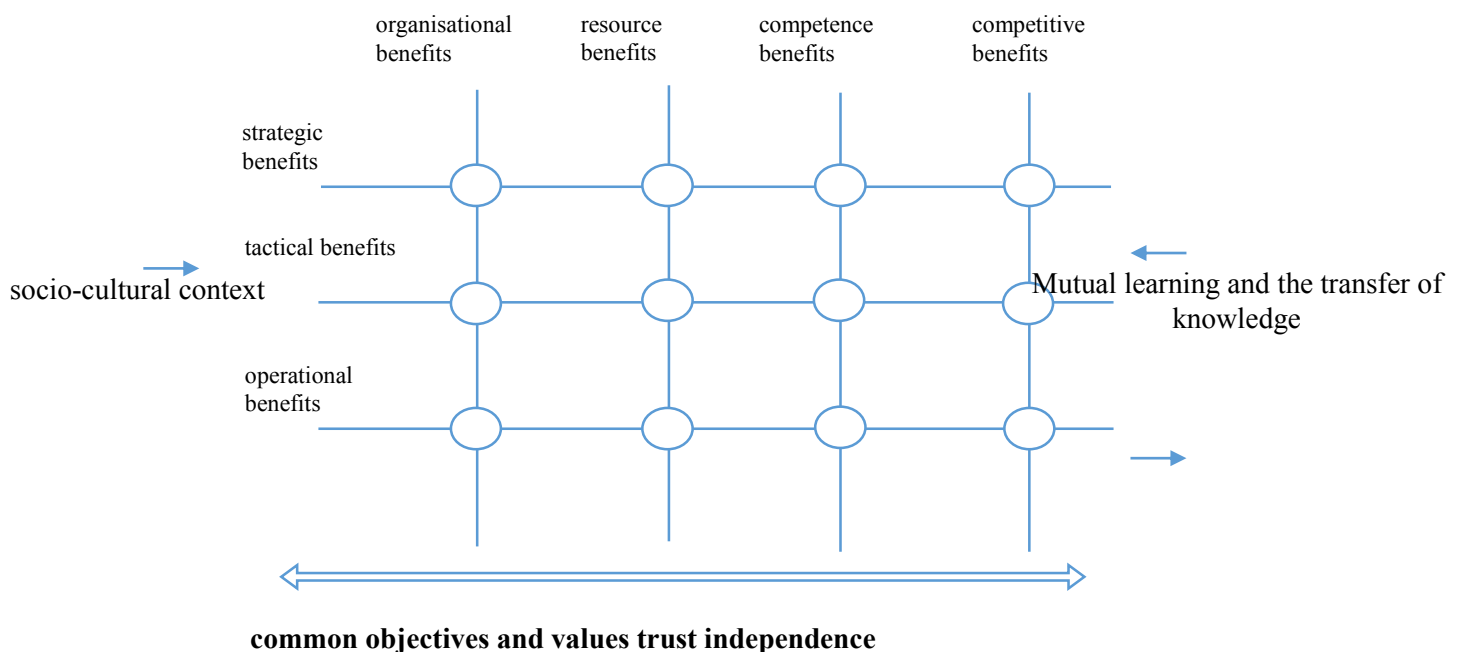 organisational
benefits
resource
benefits
competence
benefits
competitive
benefits
strategic
benefits
tactical benefits
socio-cultural context
Mutual learning and the transfer of
knowledge
operational
benefits
common objectives and values trust independence